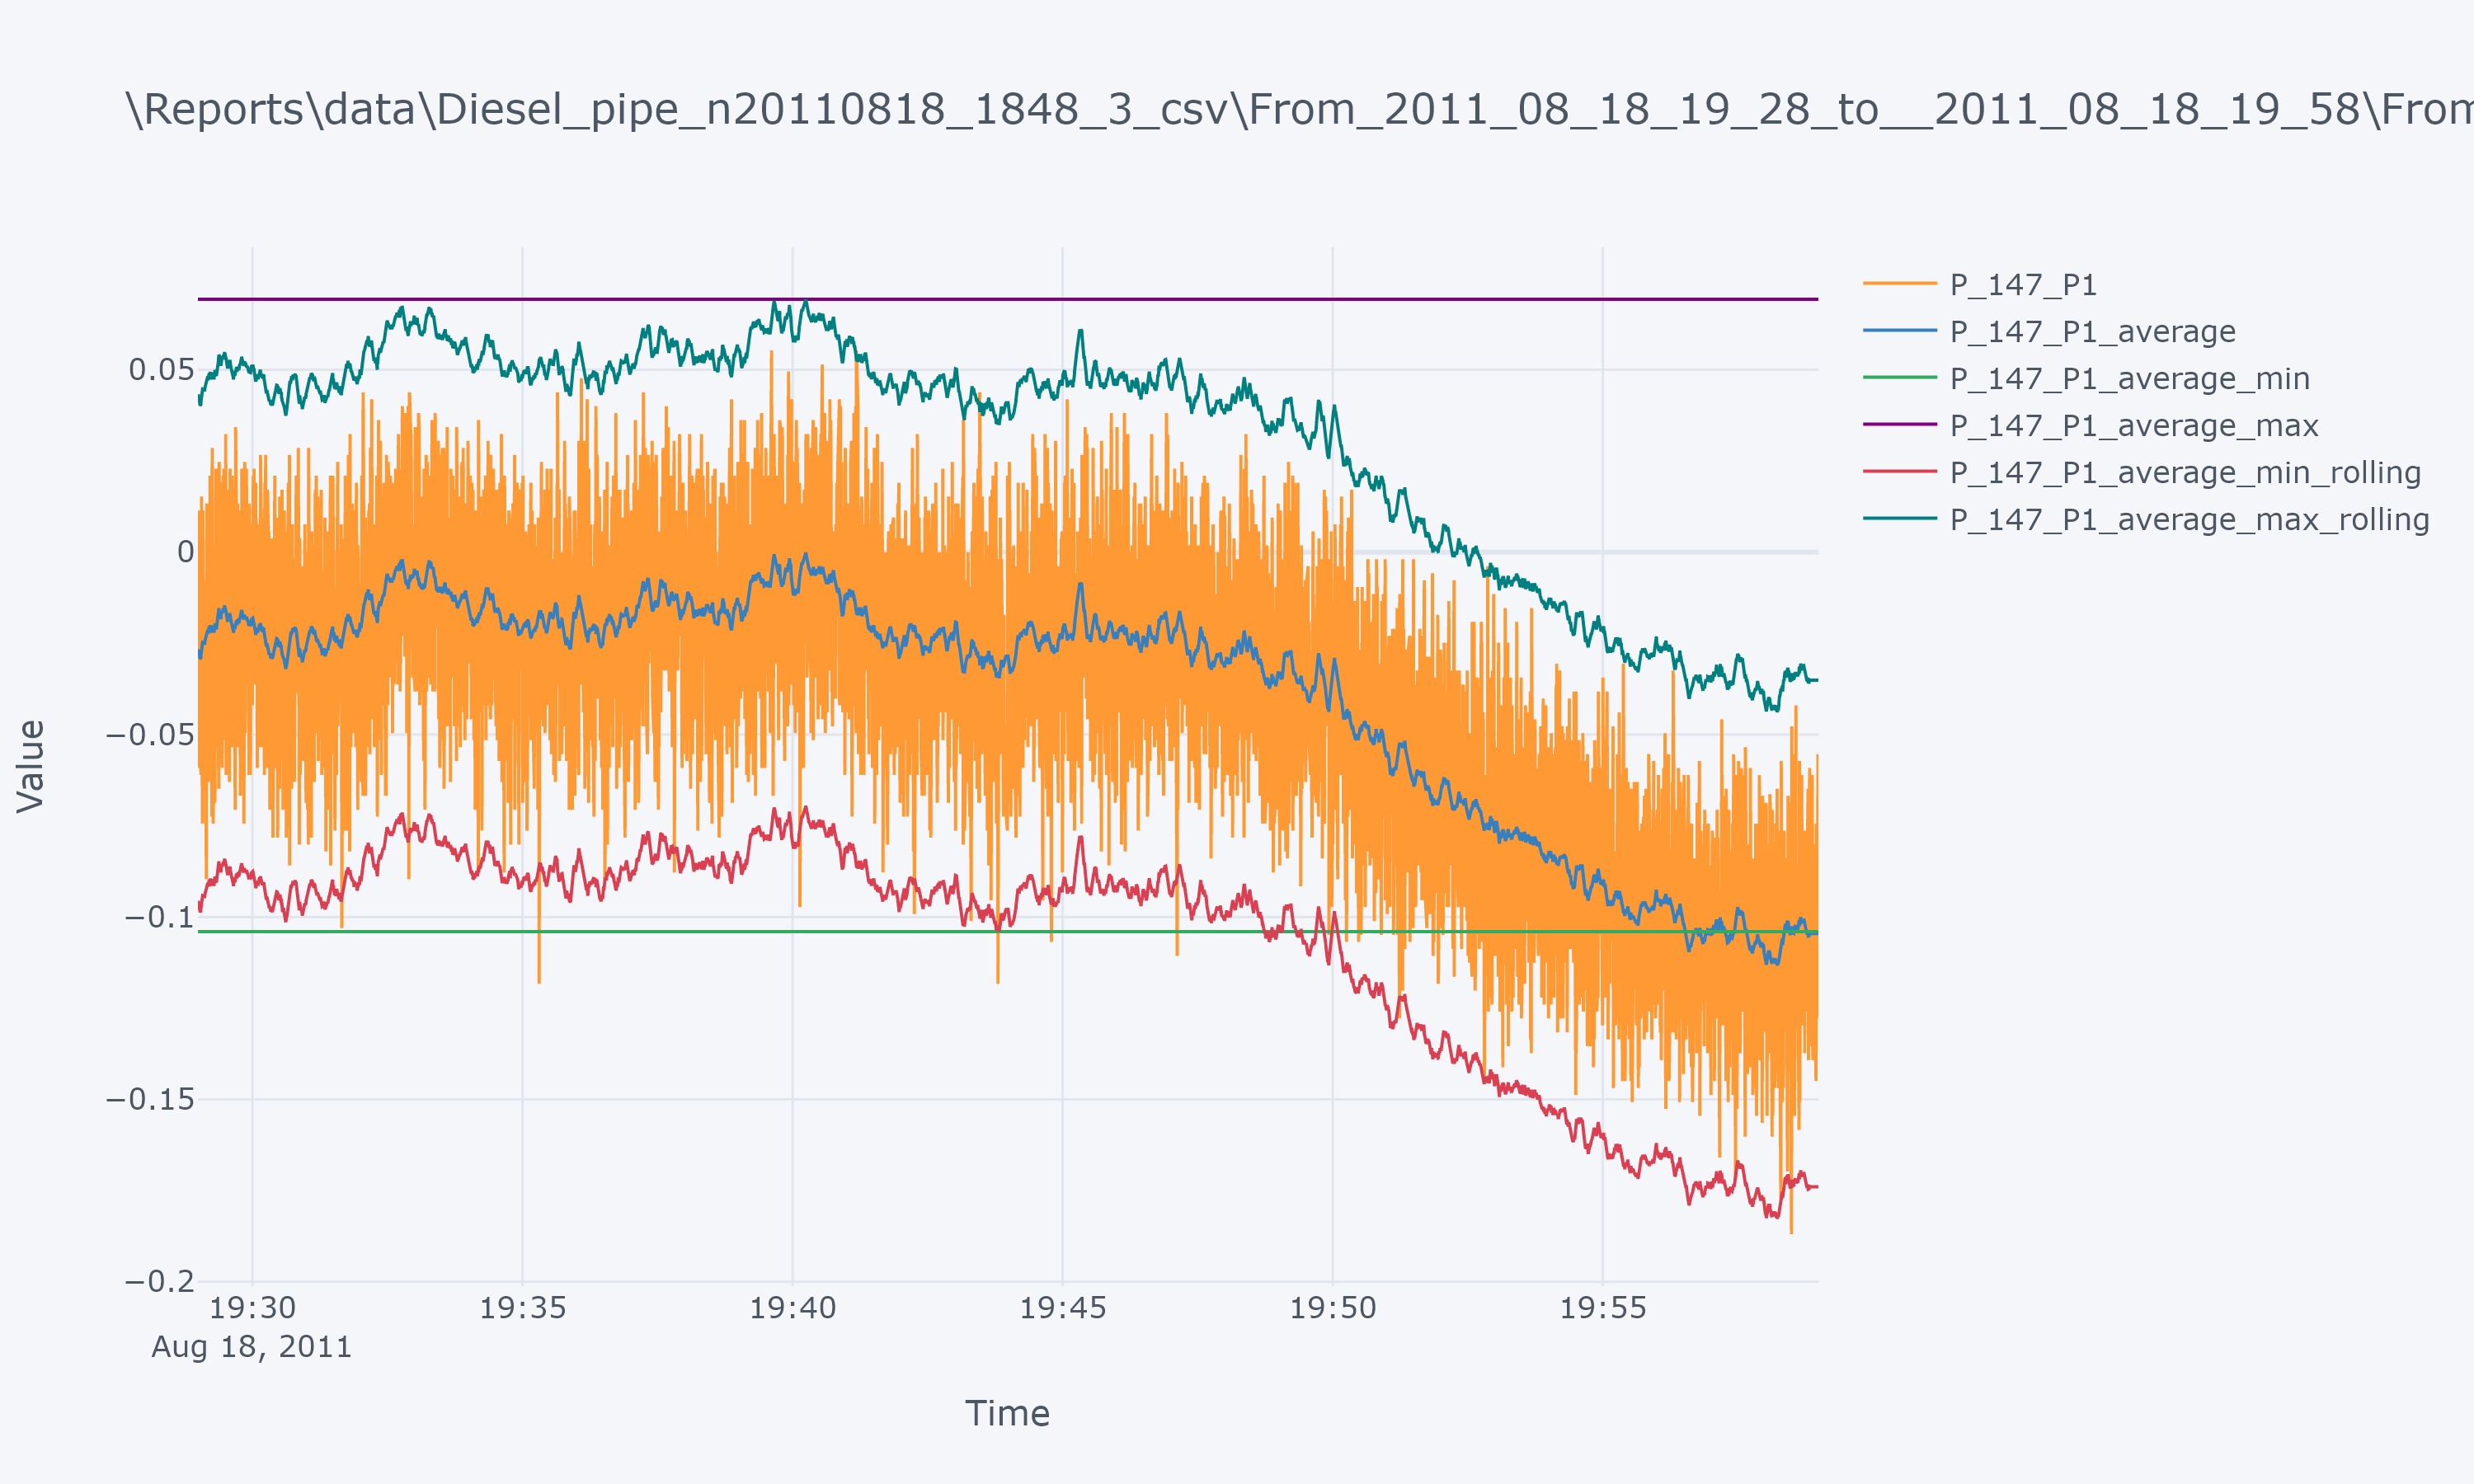 \Reports\data\Diesel_pipe_n20110818_1848_3_csv\From_2011_08_18_19_28_to__2011_08_18_19_58\From
P_147_P1
P_147_P1_average
P_147_P1_average_min
P_147_P1_average_max
P_147_P1_average_min_rolling
P_147_P1_average_max_rolling
Value
0.05
0
−0.05
−0.1
−0.15
−0.2
19:30 19:35 19:40 19:45 19:50 19:55
Aug 18, 2011
Time